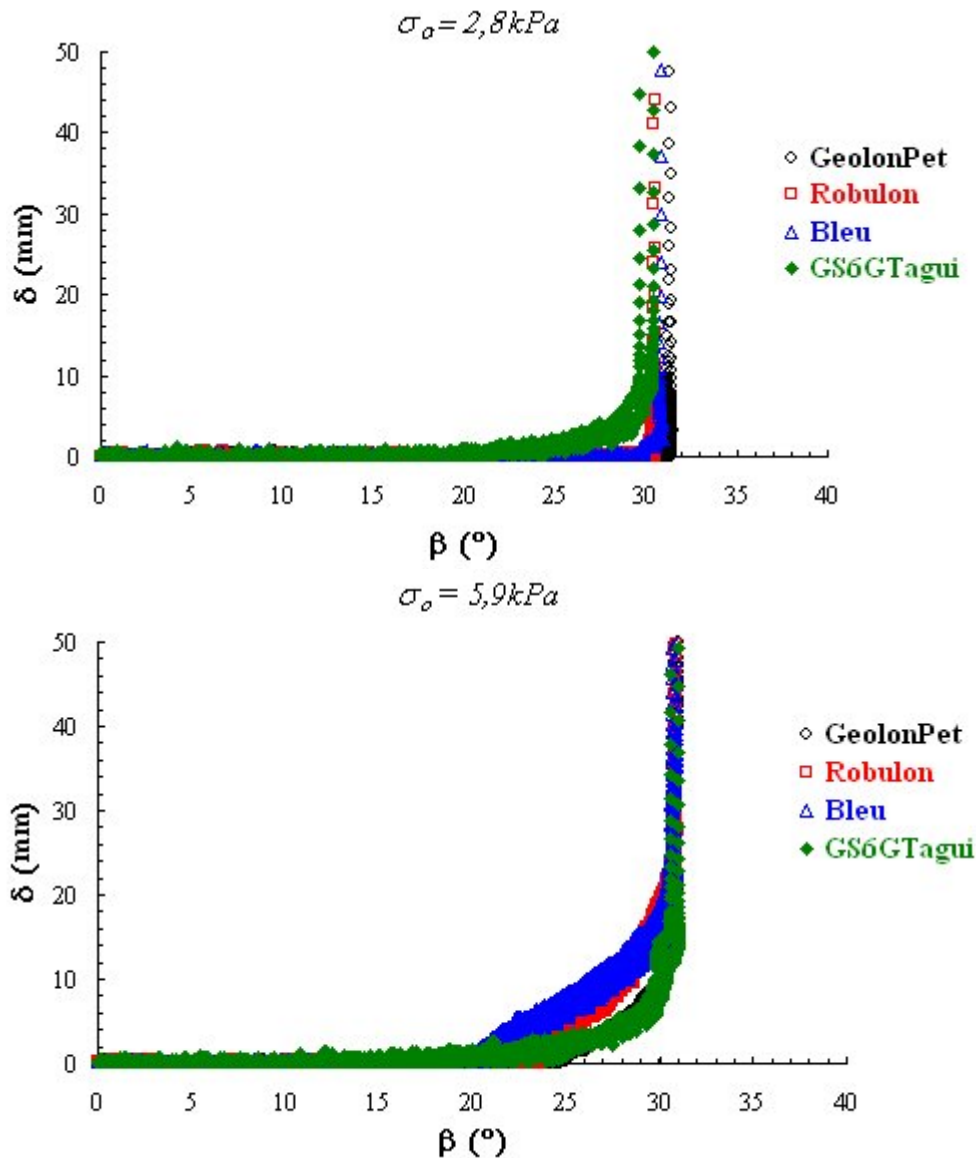 σo = 2,8kPa
50
40
30
20
10
0
δ (mm)
0 5 10 15 20 25 30 35 40
β (º)
GeolonPet
Robulon
Bleu
GS6GTagui
σo = 5,9kPa
50
40
30
20
10
0
δ (mm)
0 5 10 15 20 25 30 35 40
β (º)
GeolonPet
Robulon
Bleu
GS6GTagui